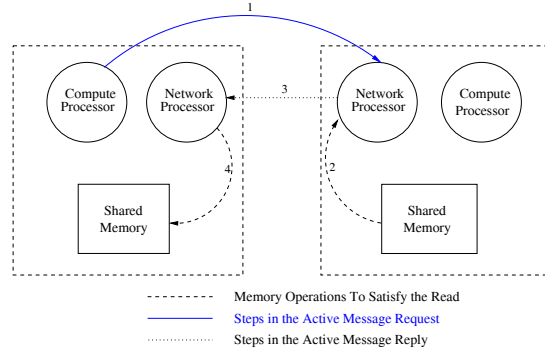 1
Compute
Processor
Network
Processor
3
Network
Processor
Compute
Processor
4
2
Shared
Memory
Shared
Memory
Memory Operations To Satisfy the Read
Steps in the Active Message Request
Steps in the Active Message Reply